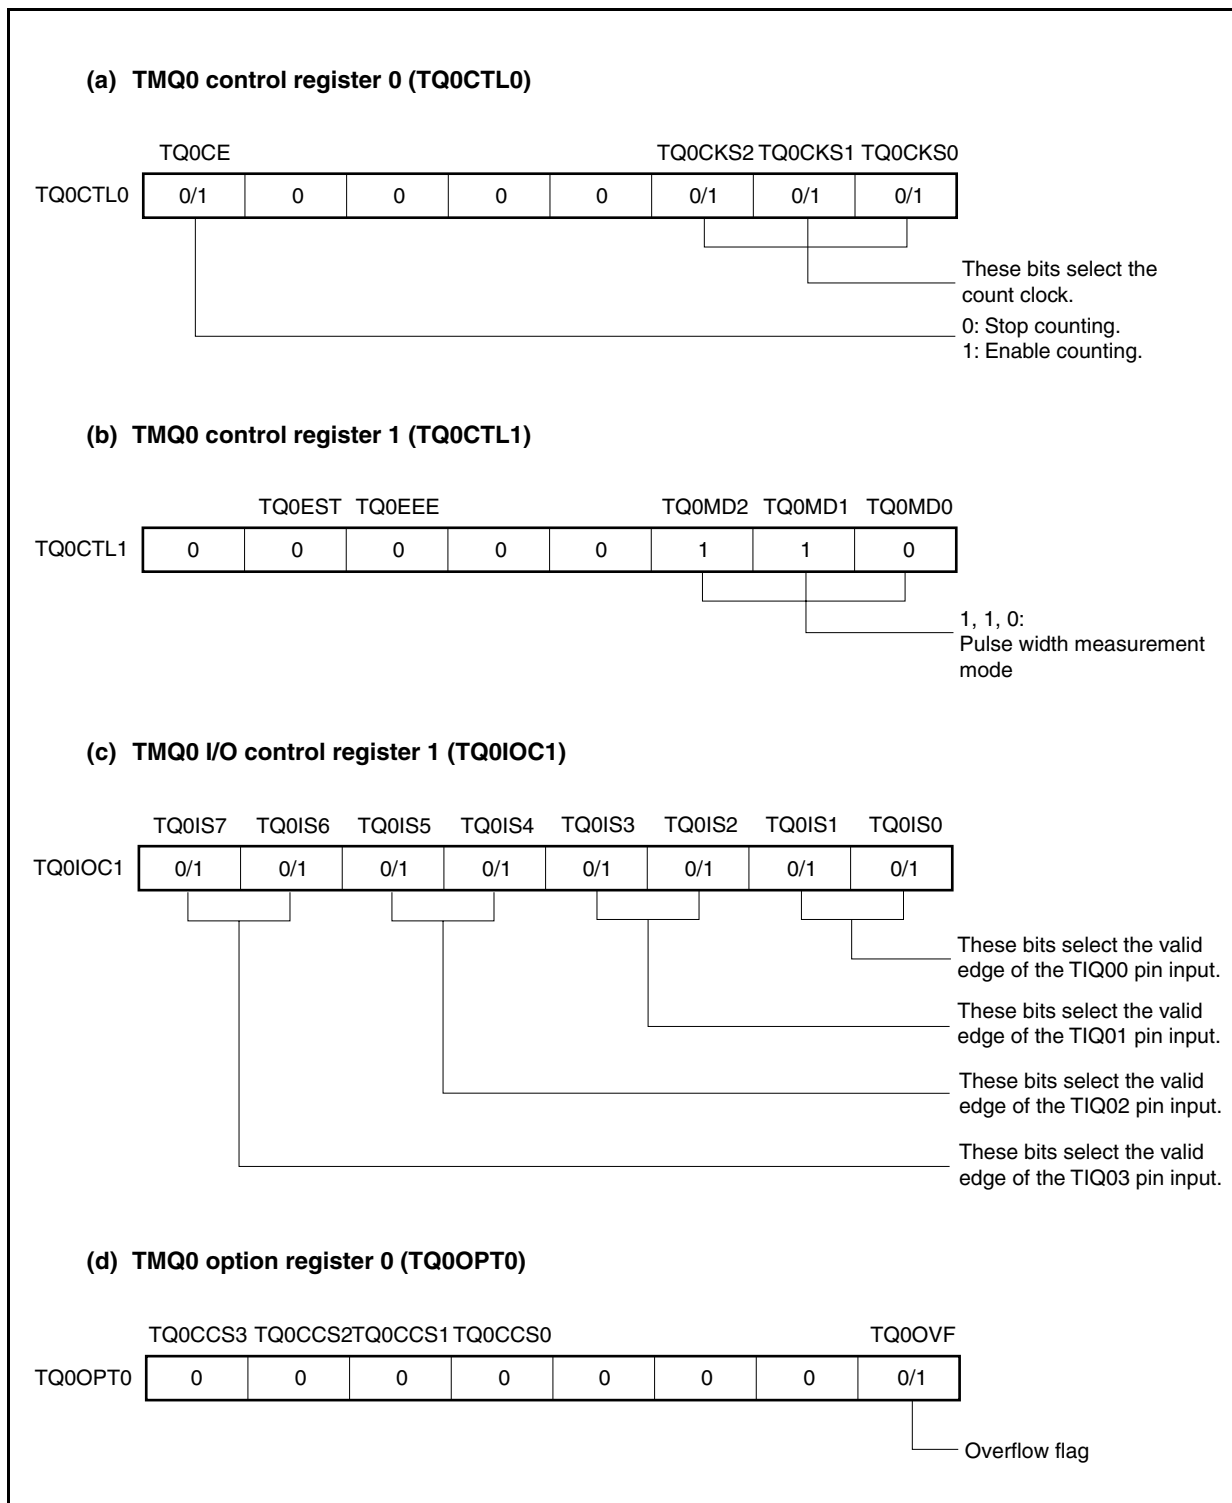 (a) TMQ0 control register 0 (TQ0CTL0)
TQ0CE TQ0CKS2 TQ0CKS1 TQ0CKS0
TQ0CTL0 0/1 0 0 0 0 0/1 0/1 0/1
These bits select the
count clock.
0: Stop counting.
1: Enable counting.
(b) TMQ0 control register 1 (TQ0CTL1)
TQ0EST TQ0EEE TQ0MD2 TQ0MD1 TQ0MD0
TQ0CTL1 0 0 0 0 0 1 1 0
1, 1, 0:
Pulse width measurement
mode
(c) TMQ0 I/O control register 1 (TQ0IOC1)
TQ0IS7 TQ0IS6 TQ0IS5 TQ0IS4 TQ0IS3 TQ0IS2 TQ0IS1 TQ0IS0
TQ0IOC1 0/1 0/1 0/1 0/1 0/1 0/1 0/1 0/1
These bits select the valid
edge of the TIQ00 pin input.
These bits select the valid
edge of the TIQ01 pin input.
These bits select the valid
edge of the TIQ02 pin input.
These bits select the valid
edge of the TIQ03 pin input.
(d) TMQ0 option register 0 (TQ0OPT0)
TQ0CCS3 TQ0CCS2 TQ0CCS1 TQ0CCS0 TQ0OVF
TQ0OPT0 0 0 0 0 0 0 0 0/1
Overflow flag